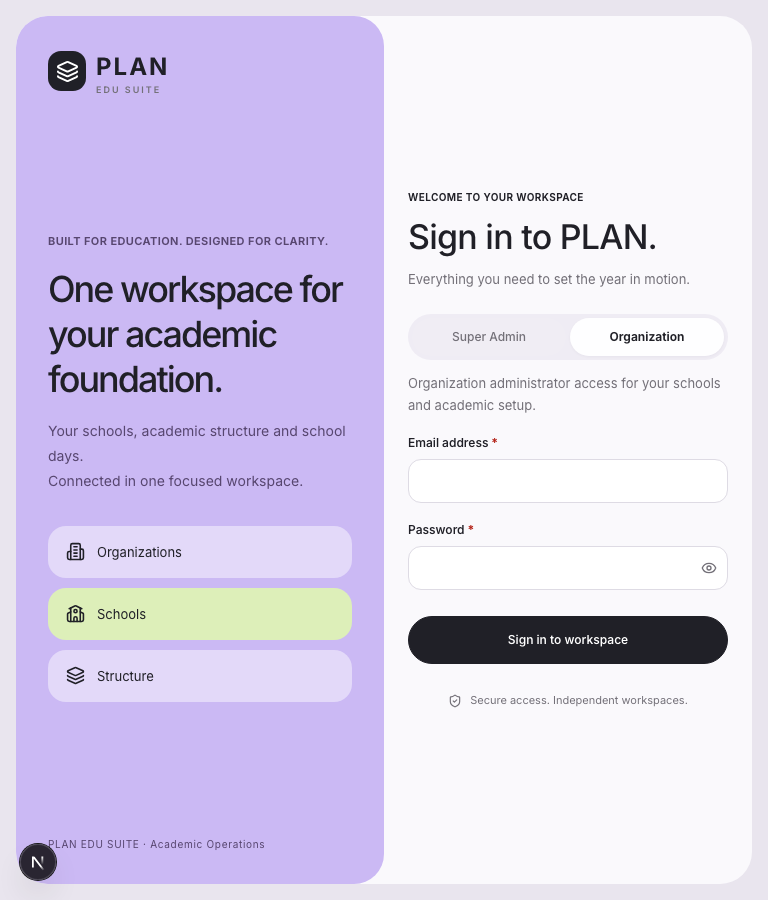 PLAN
EDU SUITE
BUILT FOR EDUCATION. DESIGNED FOR CLARITY.
One workspace for
your academic
foundation.
Your schools, academic structure and school
days.
Connected in one focused workspace.
Organizations
Schools
Structure
PLAN EDU SUITE · Academic Operations
N
WELCOME TO YOUR WORKSPACE
Sign in to PLAN.
Everything you need to set the year in motion.
Super Admin
Organization
Organization administrator access for your schools
and academic setup.
Email address *
Password *
Sign in to workspace
Secure access. Independent workspaces.